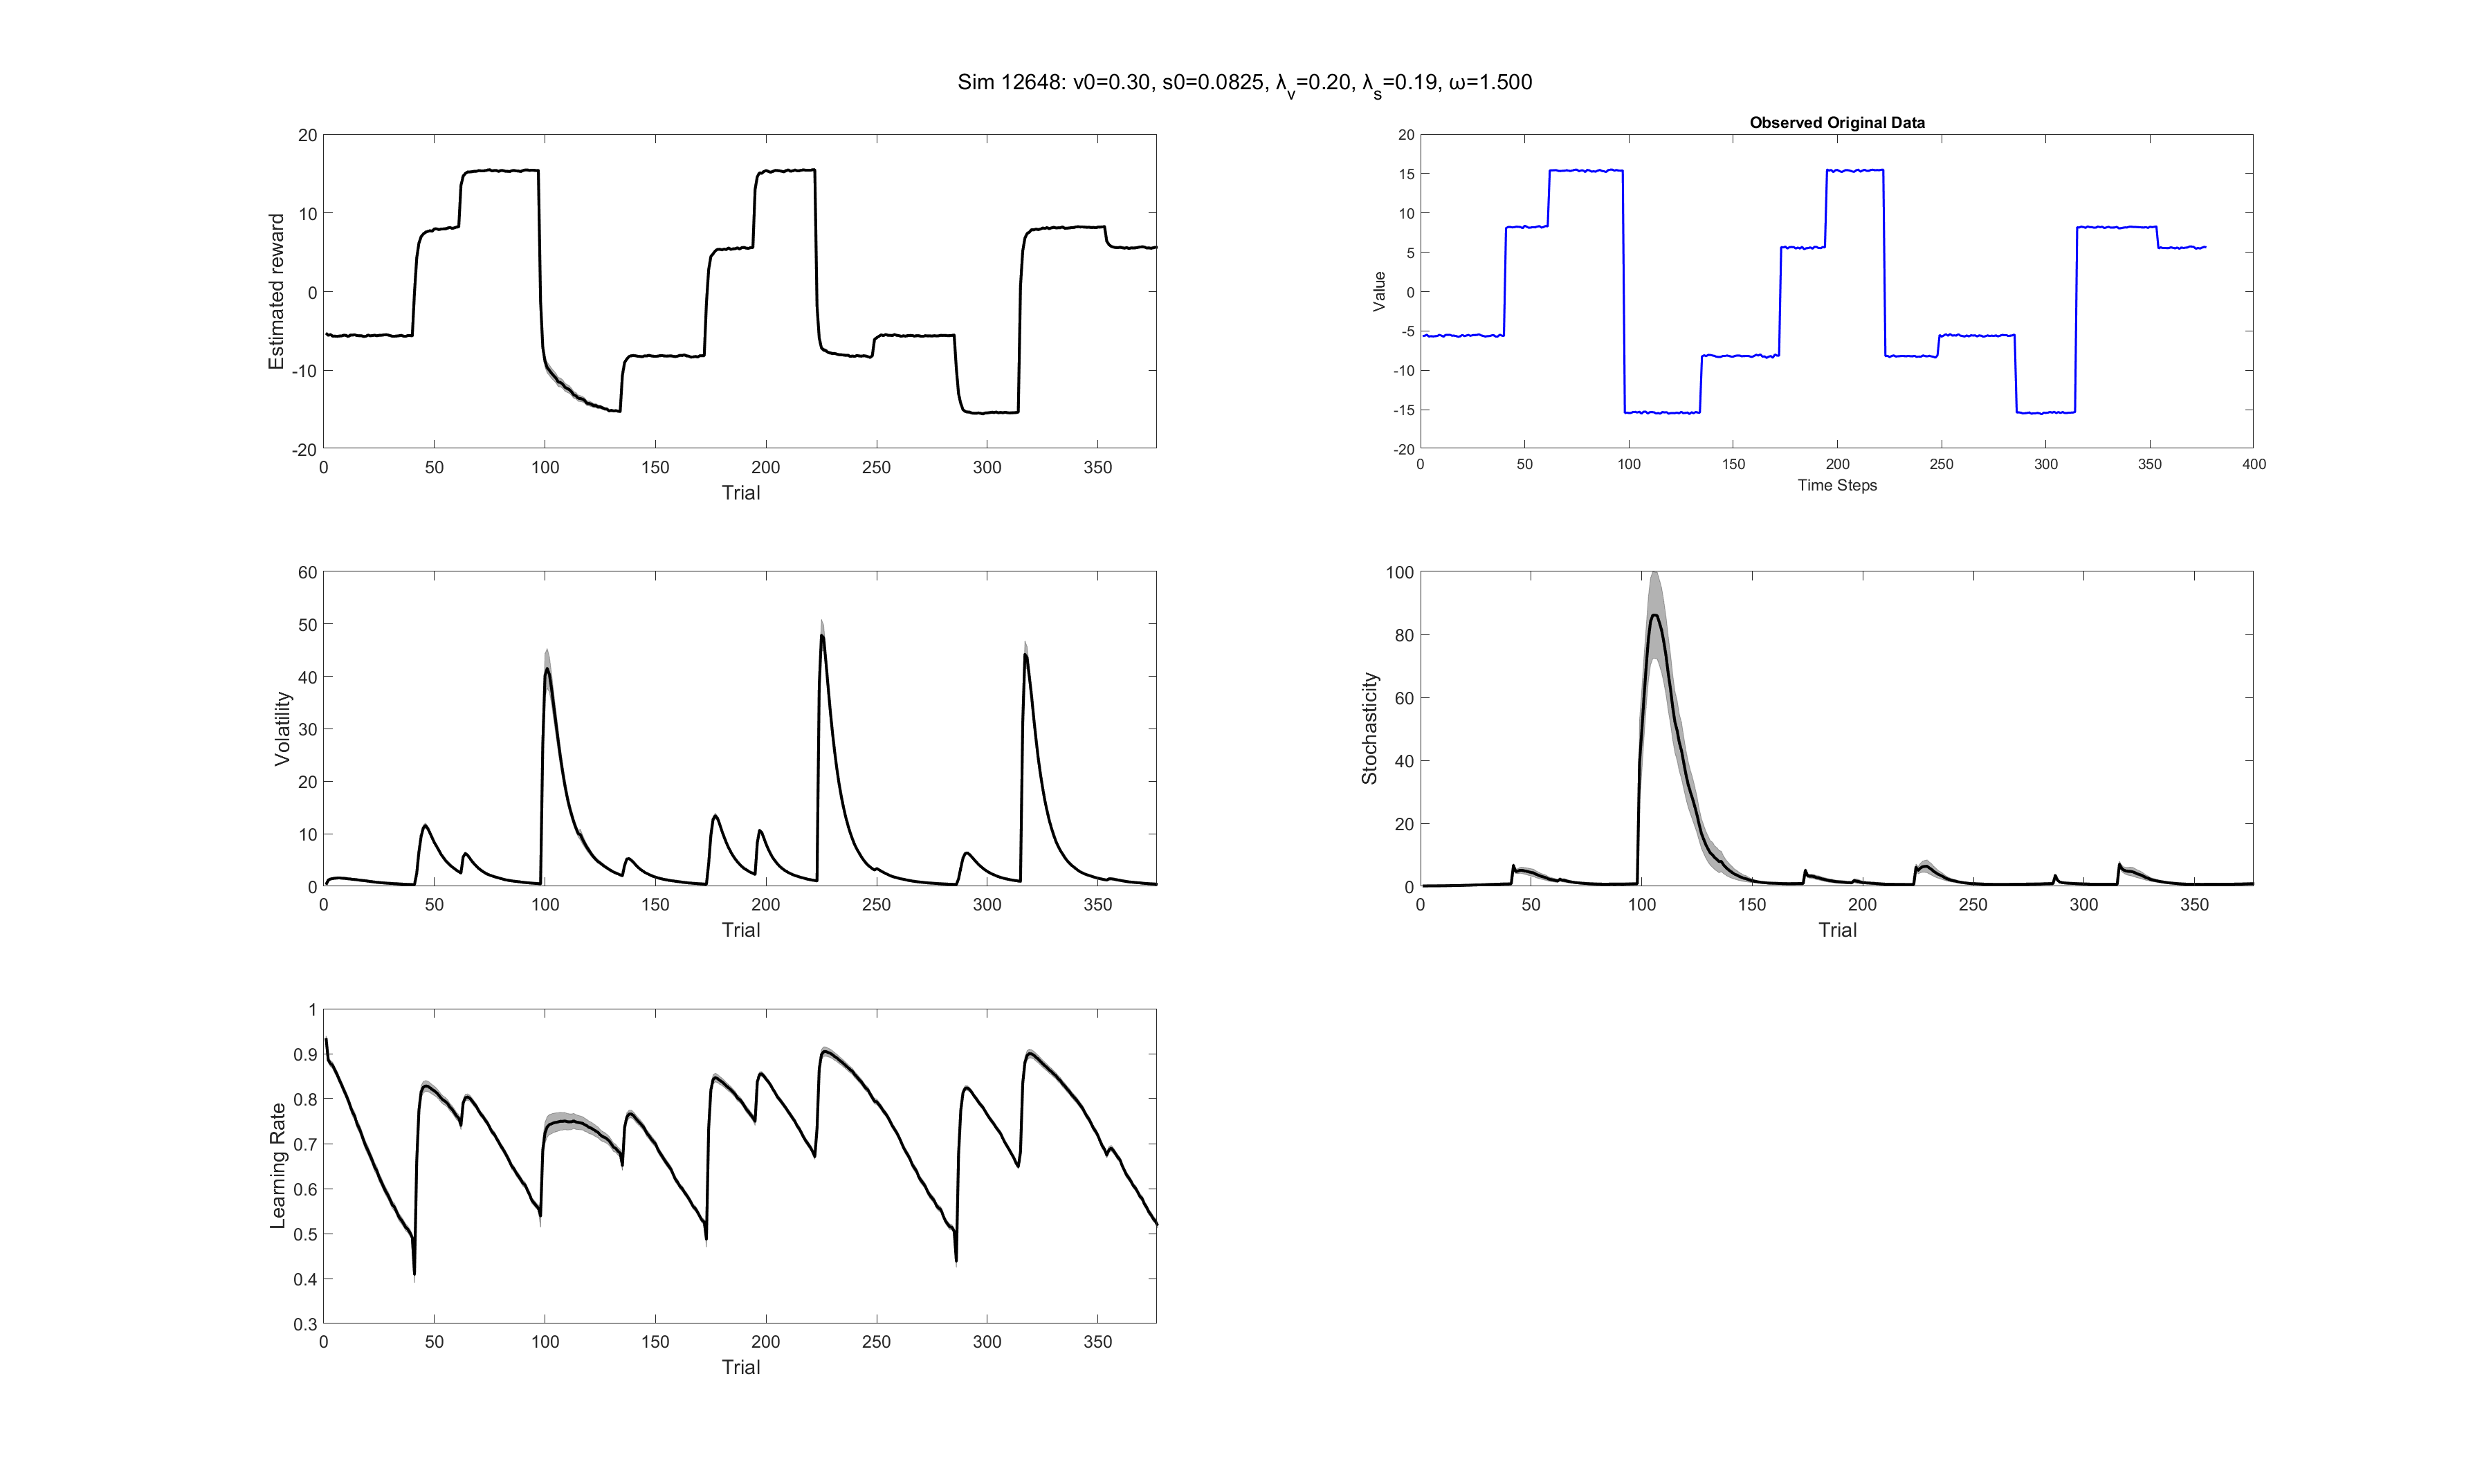 Sim 12648: v0=0.30, s0=0.0825, λv=0.20, λs=0.19, ω=1.500
20
10
0
-10
-20
Estimated reward
0 50 100 150 200 250 300 350
Trial
Observed Original Data
20
15
10
5
0
-5
-10
-15
-20
Value
0 50 100 150 200 250 300 350 400
Time Steps
60
50
40
30
20
10
0
Volatility
0 50 100 150 200 250 300 350
Trial
100
80
60
40
20
0
Stochasticity
0 50 100 150 200 250 300 350
Trial
1
0.9
0.8
0.7
0.6
0.5
0.4
0.3
Learning Rate
0 50 100 150 200 250 300 350
Trial